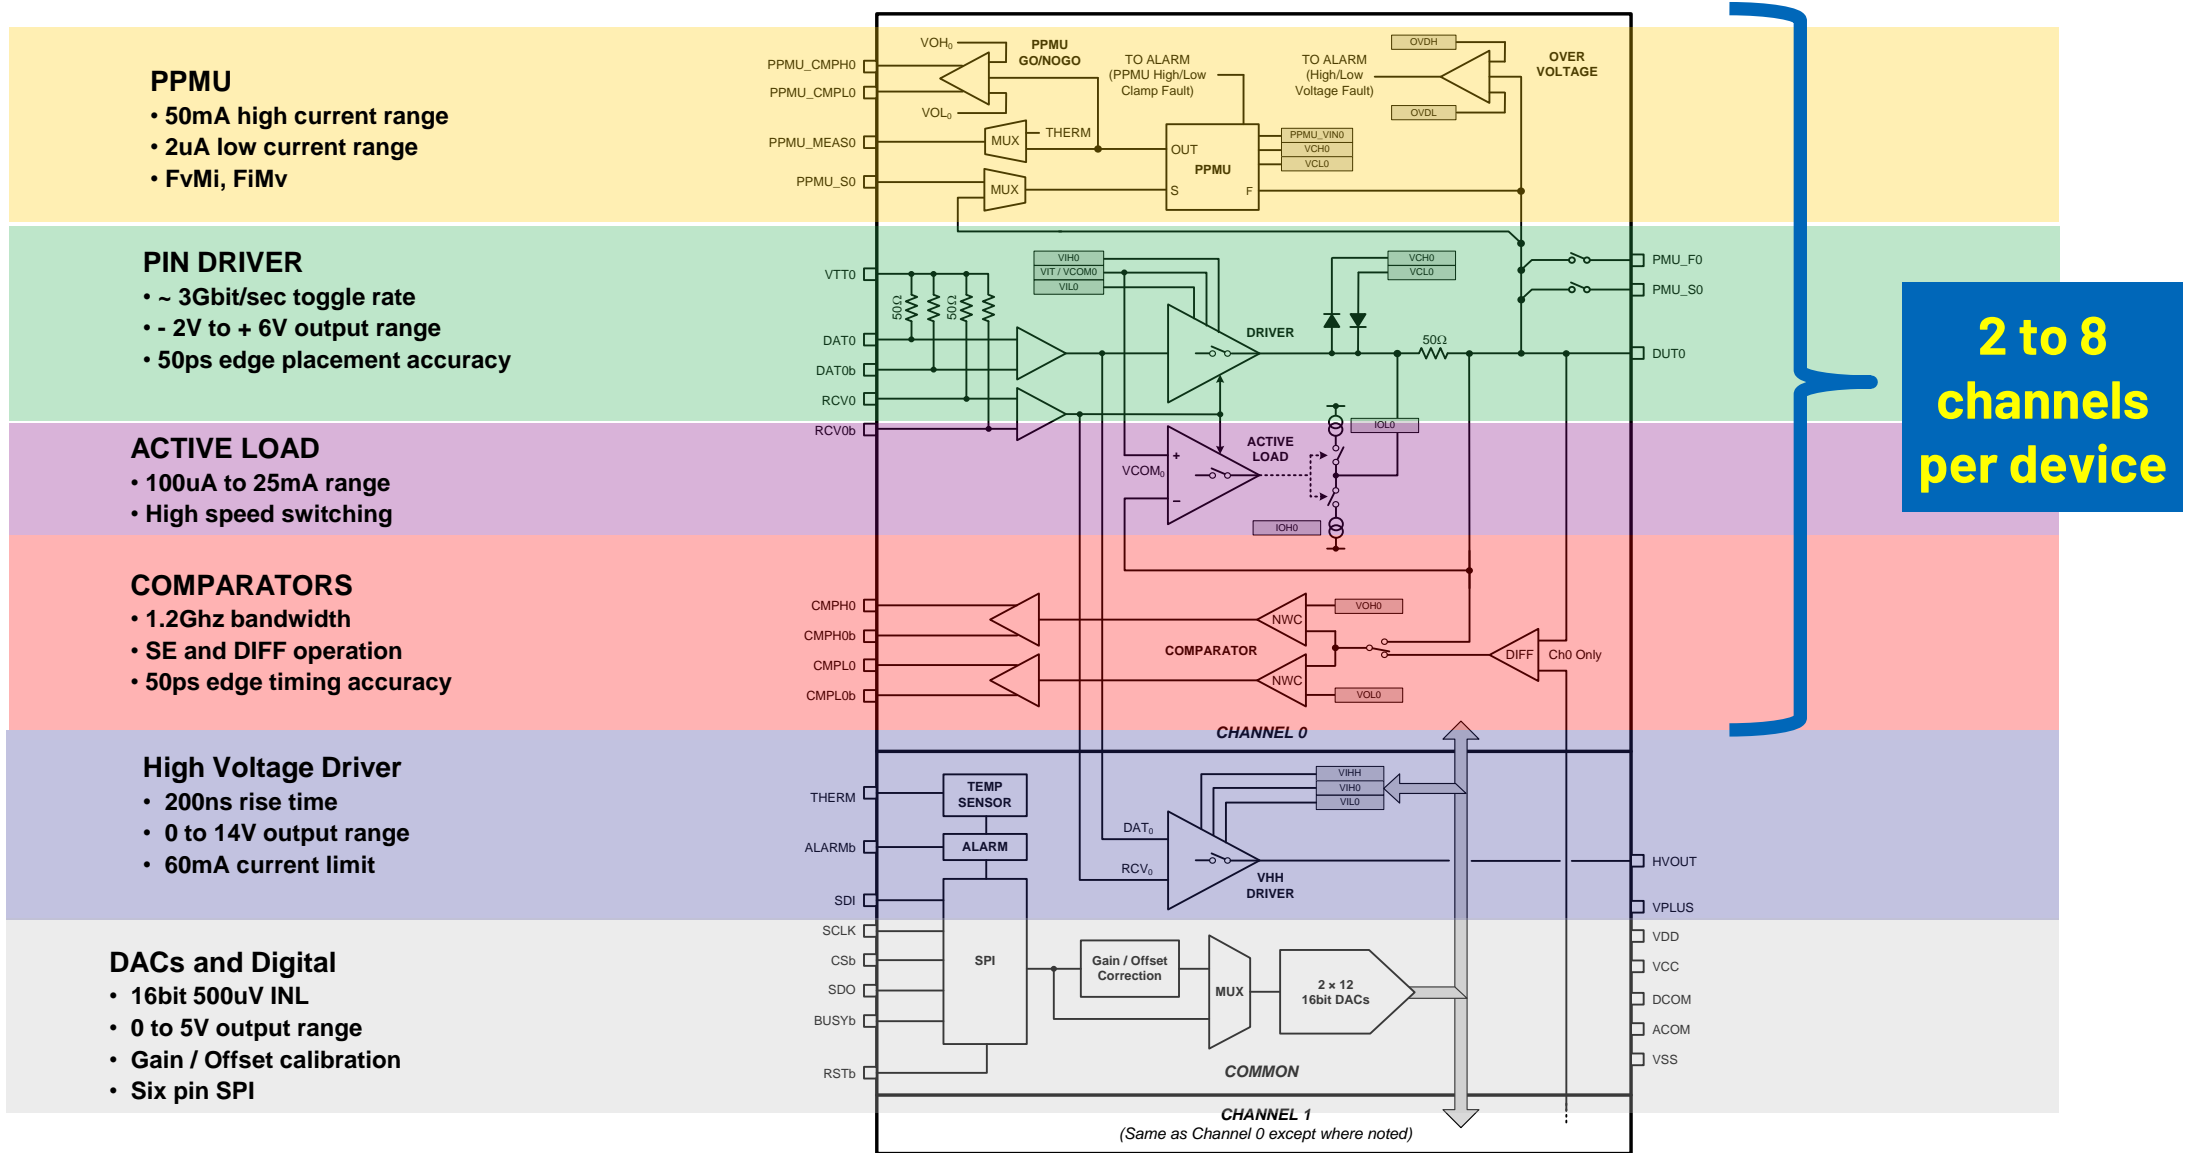 PPMU
• 50mA high current range
• 2uA low current range
• FvMi, FiMv
PIN DRIVER
• ~ 3Gbit/sec toggle rate
• - 2V to + 6V output range
• 50ps edge placement accuracy
ACTIVE LOAD
• 100uA to 25mA range
• High speed switching
COMPARATORS
• 1.2Ghz bandwidth
• SE and DIFF operation
• 50ps edge timing accuracy
High Voltage Driver
• 200ns rise time
• 0 to 14V output range
• 60mA current limit
DACs and Digital
• 16bit 500uV INL
• 0 to 5V output range
• Gain / Offset calibration
• Six pin SPI
PPMU_CMPH0
PPMU_CMPL0
PPMU_MEAS0
PPMU_S0
VOH₀
VOL₀
PPMU
GO/NOGO
MUX
THERM
MUX
TO ALARM
(PPMU High/Low
Clamp Fault)
OUT
PPMU
S
F
PPMU_VIN0
VCH0
VCL0
TO ALARM
(High/Low
Voltage Fault)
OVDH
OVDL
OVER
VOLTAGE
VTT0
DAT0
DAT0b
RCV0
RCV0b
50Ω
50Ω
VIH0
VIT / VCOM0
VIL0
DRIVER
VCH0
VCL0
50Ω
PMU_F0
PMU_S0
DUT0
VCOM₀
+
−
ACTIVE
LOAD
IOL0
IOH0
CMPH0
CMPH0b
CMPL0
CMPL0b
COMPARATOR
NWC
NWC
VOH0
VOL0
DIFF
Ch0 Only
CHANNEL 0
THERM
ALARMb
SDI
SCLK
CSb
SDO
BUSYb
RSTb
TEMP
SENSOR
ALARM
SPI
DAT₀
RCV₀
VHH
DRIVER
VIHH
VIH0
VIL0
HVOUT
VPLUS
VDD
VCC
DCOM
ACOM
VSS
Gain / Offset
Correction
MUX
2 × 12
16bit DACs
COMMON
CHANNEL 1
(Same as Channel 0 except where noted)
2 to 8
channels
per device